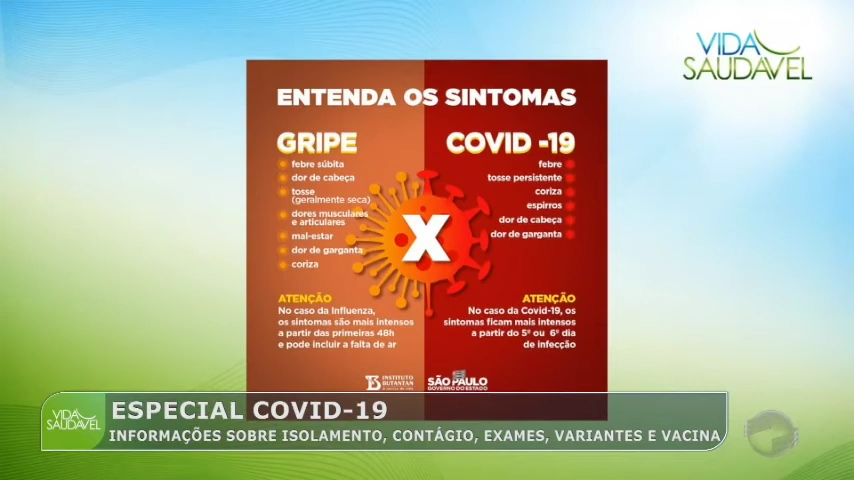 VIDA
SAUDAVEL
ENTENDA OS SINTOMAS
GRIPE
febre súbita
dor de cabeça
tosse
(geralmente seca)
dores musculares
e articulares
mal-estar
dor de garganta
coriza
COVID -19
febre
tosse persistente
coriza
espirros
dor de cabeça
dor de garganta
X
ATENÇÃO
No caso da Influenza,
os sintomas são mais intensos
a partir das primeiras 48h
e pode incluir a falta de ar
ATENÇÃO
No caso da Covid-19, os
sintomas ficam mais intensos
a partir do 5º ou 6º dia
de infecção
INSTITUTO
BUTANTAN
SÃO PAULO
GOVERNO DO ESTADO
VIDA
SAUDAVEL
ESPECIAL COVID-19
INFORMAÇÕES SOBRE ISOLAMENTO, CONTÁGIO, EXAMES, VARIANTES E VACINA